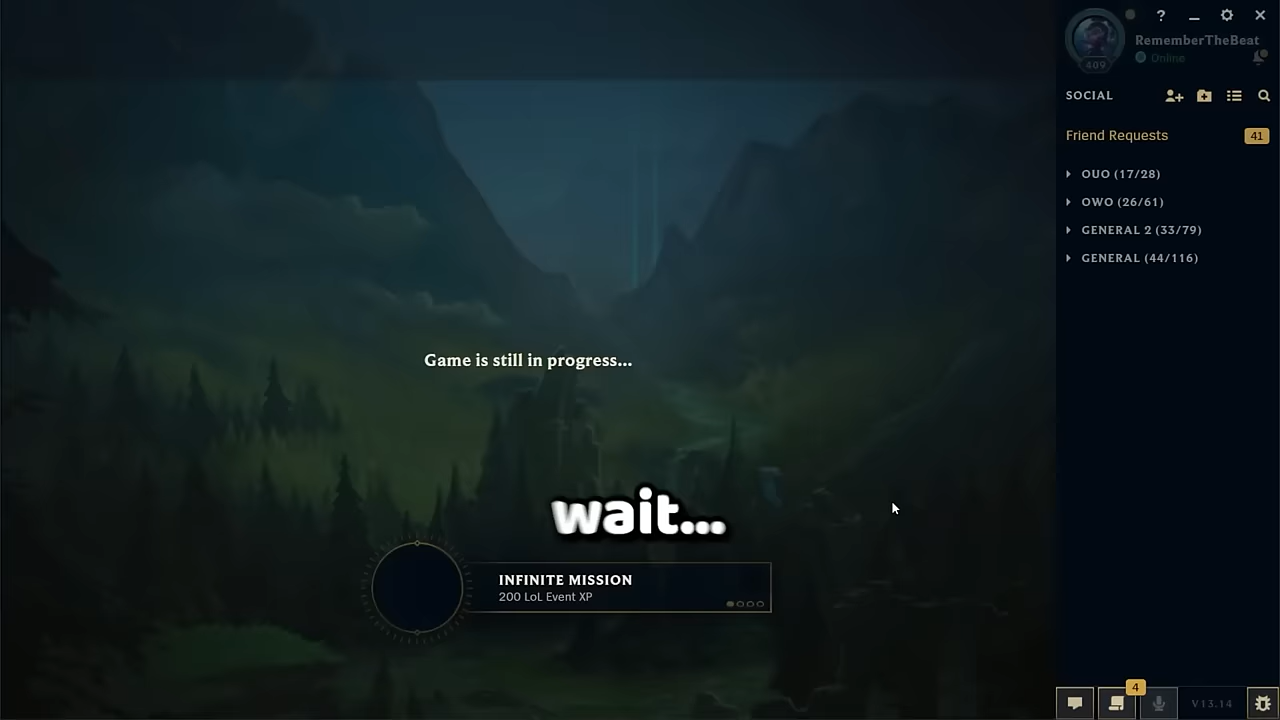 ?
RememberTheBeat
409
Online
SOCIAL
Friend Requests
41
OUO (17/28)
OWO (26/61)
GENERAL 2 (33/79)
GENERAL (44/116)
Game is still in progress...
wait...
INFINITE MISSION
200 LoL Event XP
4
V13.14